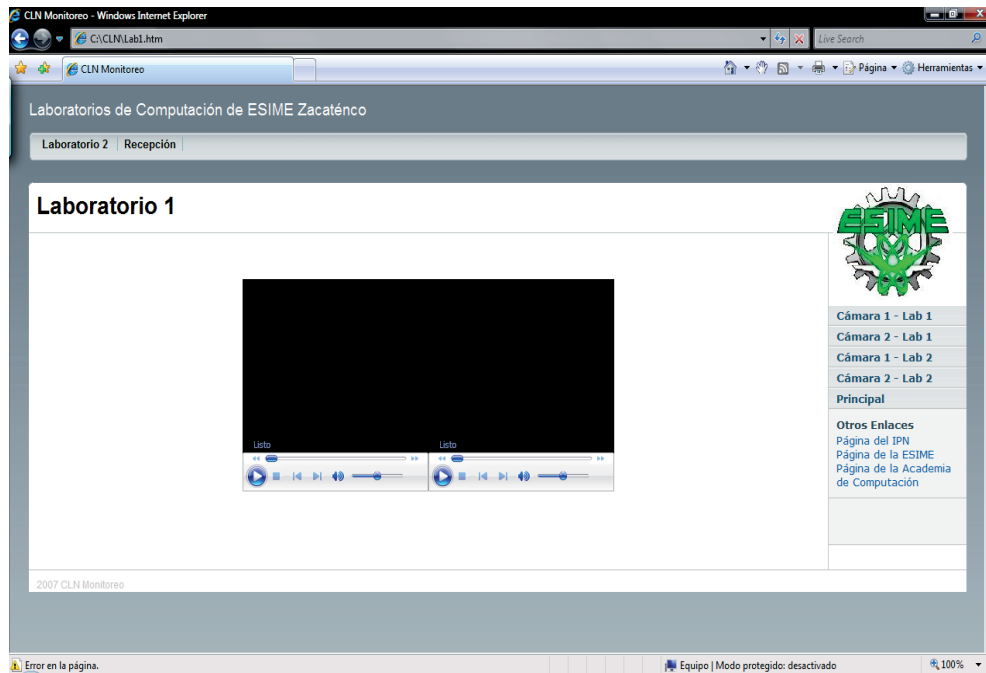 CLN Monitoreo - Windows Internet Explorer
C:\CLN\Lab1.htm
Live Search
CLN Monitoreo
Página
Herramientas
Laboratorios de Computación de ESIME Zacaténco
Laboratorio 2
Recepción
Laboratorio 1
ESIME
Listo
Listo
Cámara 1 - Lab 1
Cámara 2 - Lab 1
Cámara 1 - Lab 2
Cámara 2 - Lab 2
Principal
Otros Enlaces
Página del IPN
Página de la ESIME
Página de la Academia
de Computación
2007 CLN Monitoreo
Error en la página.
Equipo | Modo protegido: desactivado
100%